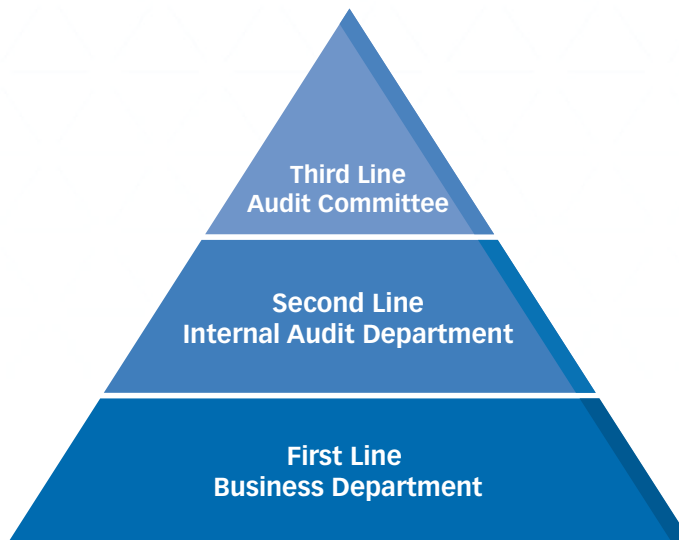 Third Line
Audit Committee
Second Line
Internal Audit Department
First Line
Business Department